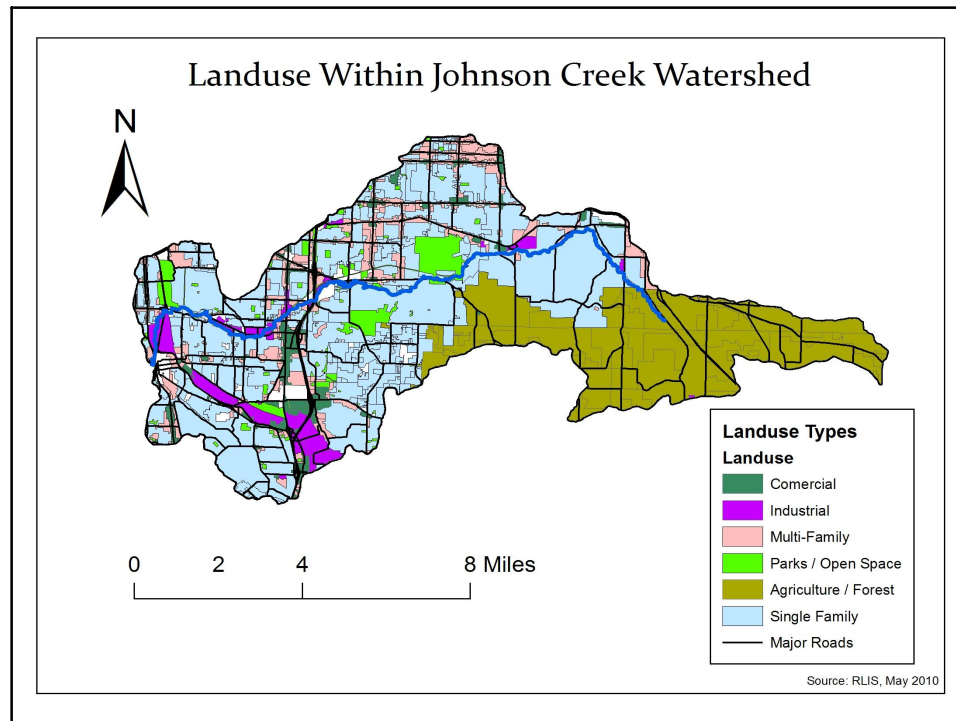 Landuse Within Johnson Creek Watershed
N
0 2 4 8 Miles
Landuse Types
Landuse
Comercial
Industrial
Multi-Family
Parks / Open Space
Agriculture / Forest
Single Family
Major Roads
Source: RLIS, May 2010